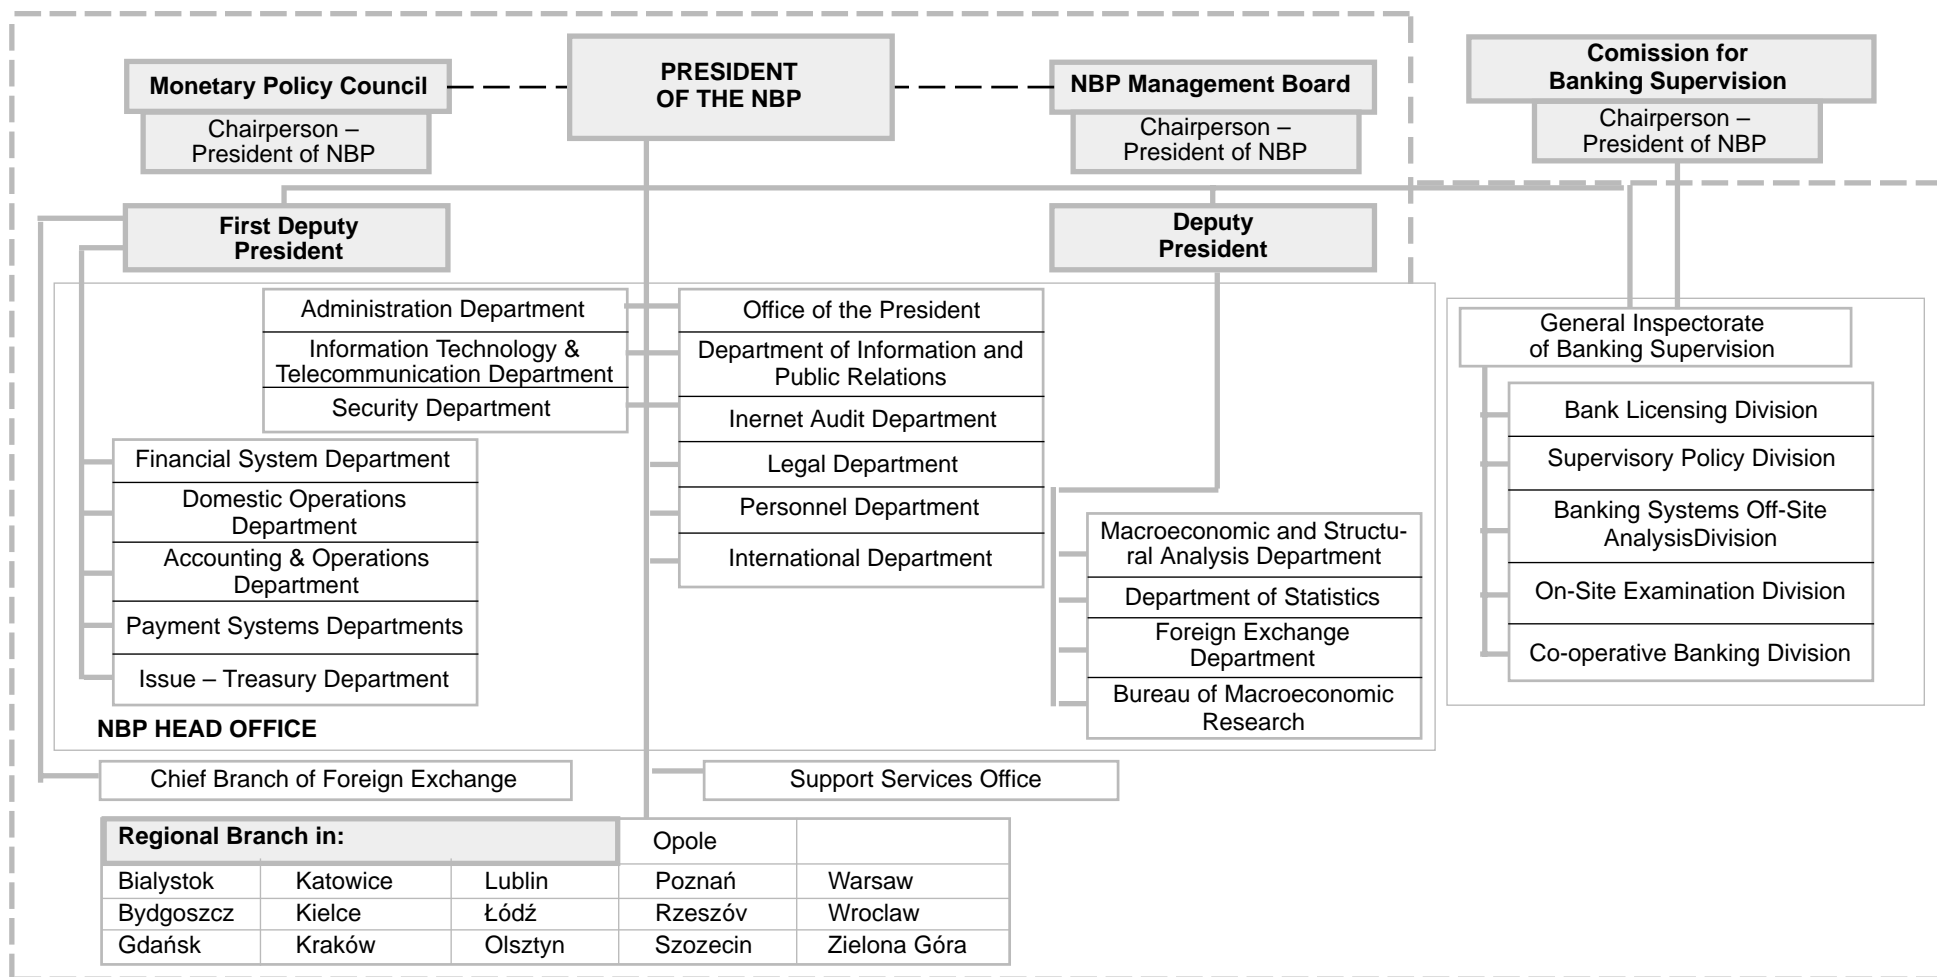 PRESIDENT
OF THE NBP
Monetary Policy Council
Chairperson –
President of NBP
NBP Management Board
Chairperson –
President of NBP
Comission for
Banking Supervision
Chairperson –
President of NBP
First Deputy
President
Deputy
President
Administration Department
Information Technology &
Telecommunication Department
Security Department
Office of the President
Department of Information and
Public Relations
Inernet Audit Department
Legal Department
Personnel Department
International Department
Financial System Department
Domestic Operations
Department
Accounting & Operations
Department
Payment Systems Departments
Issue – Treasury Department
Macroeconomic and Structu-
ral Analysis Department
Department of Statistics
Foreign Exchange
Department
Bureau of Macroeconomic
Research
General Inspectorate
of Banking Supervision
Bank Licensing Division
Supervisory Policy Division
Banking Systems Off-Site
AnalysisDivision
On-Site Examination Division
Co-operative Banking Division
NBP HEAD OFFICE
Chief Branch of Foreign Exchange
Support Services Office
Regional Branch in: Opole
Bialystok Katowice Lublin Poznań Warsaw
Bydgoszcz Kielce Łódź Rzeszóv Wroclaw
Gdańsk Kraków Olsztyn Szozecin Zielona Góra